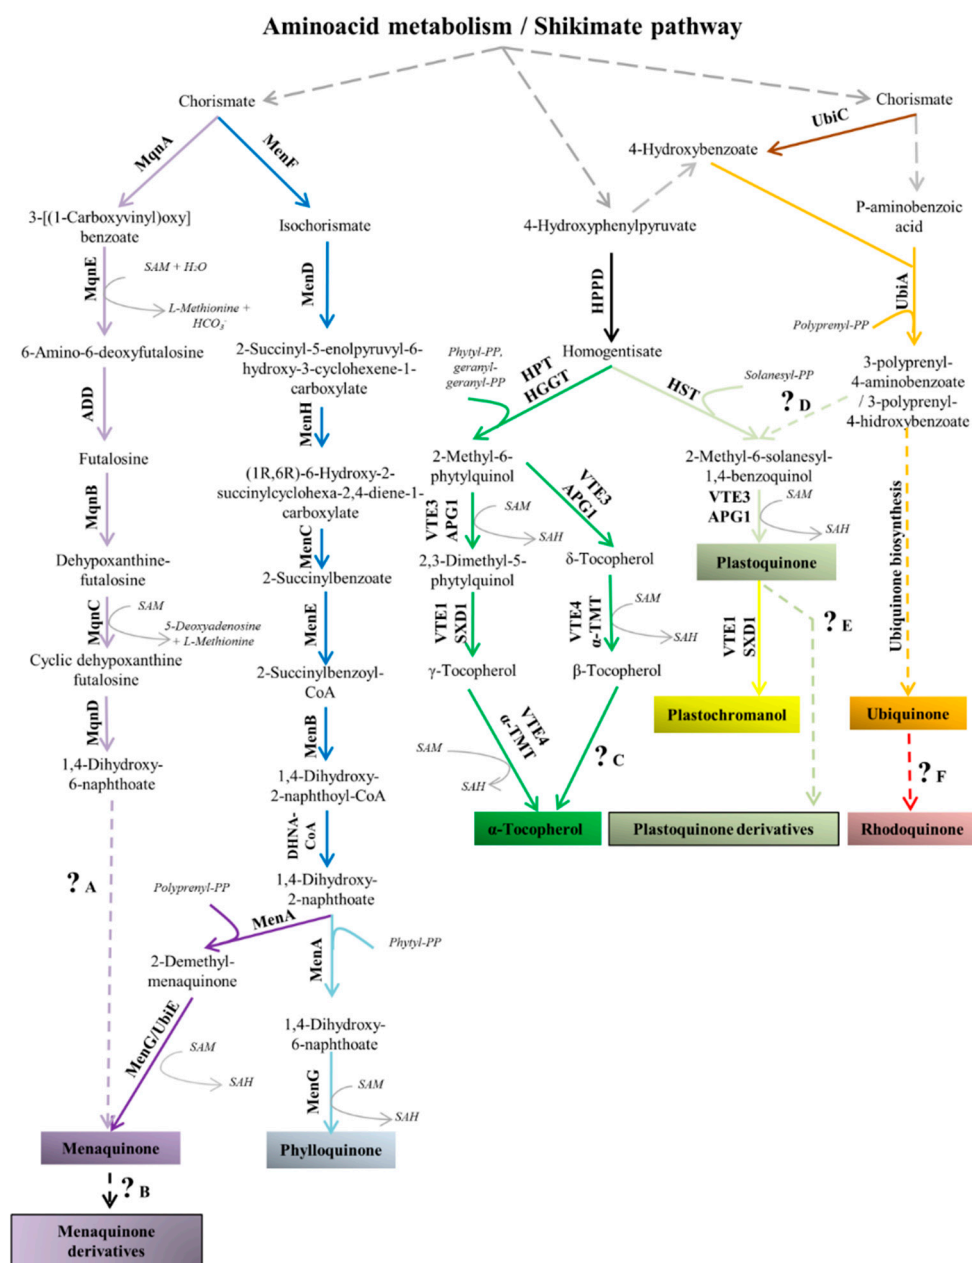 Aminoacid metabolism / Shikimate pathway
Chorismate
MqnA
MenF
3-[(1-Carboxyvinyl)oxy]
benzoate
Isochorismate
MqnE
SAM + H₂O
L-Methionine +
HCO₃⁻
MenD
6-Amino-6-deoxyfutalosine
2-Succinyl-5-enolpyruvyl-6-
hydroxy-3-cyclohexene-1-
carboxylate
ADD
MenH
Futalosine
(1R,6R)-6-Hydroxy-2-
succinylcyclohexa-2,4-diene-1-
carboxylate
MqnB
MenC
Dehypoxanthine-
futalosine
2-Succinylbenzoate
MqnC
SAM
5-Deoxyadenosine
+ L-Methionine
MenE
Cyclic dehypoxanthine
futalosine
2-Succinylbenzoyl-
CoA
MqnD
MenB
1,4-Dihydroxy-
6-naphthoate
1,4-Dihydroxy-
2-naphthoyl-CoA
DHNA-
CoA
? A
1,4-Dihydroxy-
2-naphthoate
Polyprenyl-PP
MenA
MenA
Phytyl-PP
2-Demethyl-
menaquinone
MenG/UbiE
SAM
SAH
1,4-Dihydroxy-
6-naphthoate
MenG
SAM
SAH
Menaquinone
Phylloquinone
? B
Menaquinone
derivatives
Chorismate
UbiC
4-Hydroxybenzoate
4-Hydroxyphenylpyruvate
P-aminobenzoic
acid
HPPD
UbiA
Polyprenyl-PP
Homogentisate
Phytyl-PP,
geranyl-
geranyl-PP
HPT
HGGT
HST
Solanesyl-PP
? D
3-polyprenyl-
4-aminobenzoate
/ 3-polyprenyl-
4-hidroxybenzoate
2-Methyl-6-
phytylquinol
2-Methyl-6-solanesyl-
1,4-benzoquinol
VTE3
APG1
SAM
SAH
VTE3
APG1
VTE3
APG1
SAM
SAH
2,3-Dimethyl-5-
phytylquinol
δ-Tocopherol
Plastoquinone
Ubiquinone biosynthesis
VTE1
SXD1
VTE4
α-TMT
SAM
SAH
VTE1
SXD1
? E
γ-Tocopherol
β-Tocopherol
Plastochromanol
Ubiquinone
VTE4
α-TMT
SAM
SAH
? C
? F
α-Tocopherol
Plastoquinone derivatives
Rhodoquinone